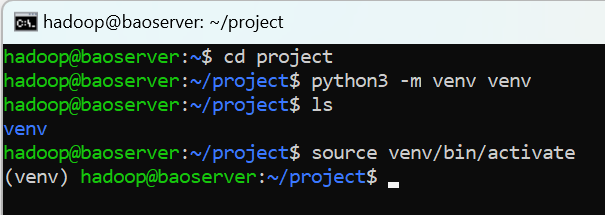 hadoop@baoserver: ~/project
hadoop@baoserver:~$ cd project
hadoop@baoserver:~/project$ python3 -m venv venv
hadoop@baoserver:~/project$ ls
venv
hadoop@baoserver:~/project$ source venv/bin/activate
(venv) hadoop@baoserver:~/project$